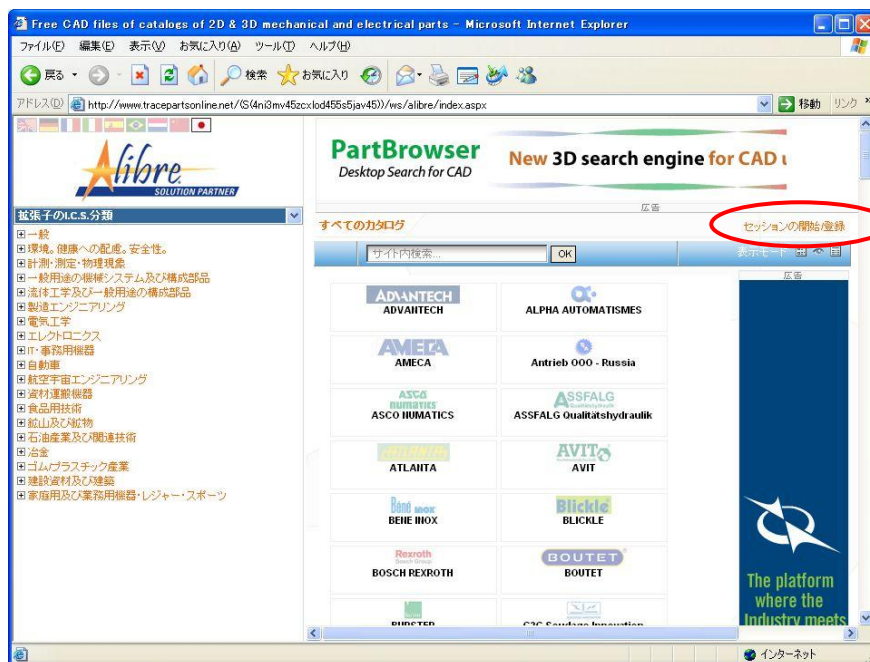 Free CAD files of catalogs of 2D & 3D mechanical and electrical parts - Microsoft Internet Explorer
ファイル(F) 編集(E) 表示(V) お気に入り(A) ツール(T) ヘルプ(H)
戻る 検索 お気に入り
アドレス(D) http://www.tracepartsonline.net/(S(4ni3mv45zcxlod455s5jav45))/ws/alibre/index.aspx 移動 リンク »
Alibre
SOLUTION PARTNER
PartBrowser
Desktop Search for CAD
New 3D search engine for CAD
広告
拡張子のI.C.S.分類
一般
環境。健康への配慮。安全性。
計測・測定・物理現象
一般用途の機械システム及び構成部品
流体工学及び一般用途の構成部品
製造エンジニアリング
電気工学
エレクトロニクス
IT・事務用機器
自動車
航空宇宙エンジニアリング
資材運搬機器
食品用技術
鉱山及び鉱物
石油産業及び関連技術
冶金
ゴム/プラスチック産業
建設資材及び建築
家庭用及び業務用機器・レジャー・スポーツ
すべてのカタログ
セッションの開始/登録
サイト内検索... OK
表示モード
広告
ADVANTECH
ADVANTECH
ALPHA AUTOMATISMES
AMECA
AMECA
Antrieb OOO - Russia
ASCO
NUMATICS
ASCO NUMATICS
ASSFALG
ASSFALG Qualitätshydraulik
ATLANTA
AVIT
AVIT
Béné INOX
BENE INOX
Blickle
BLICKLE
Rexroth
Bosch Group
BOSCH REXROTH
BOUTET
BOUTET
BURSTER
C2C Soudage Innovation
The platform
where the
Industry meets
インターネット